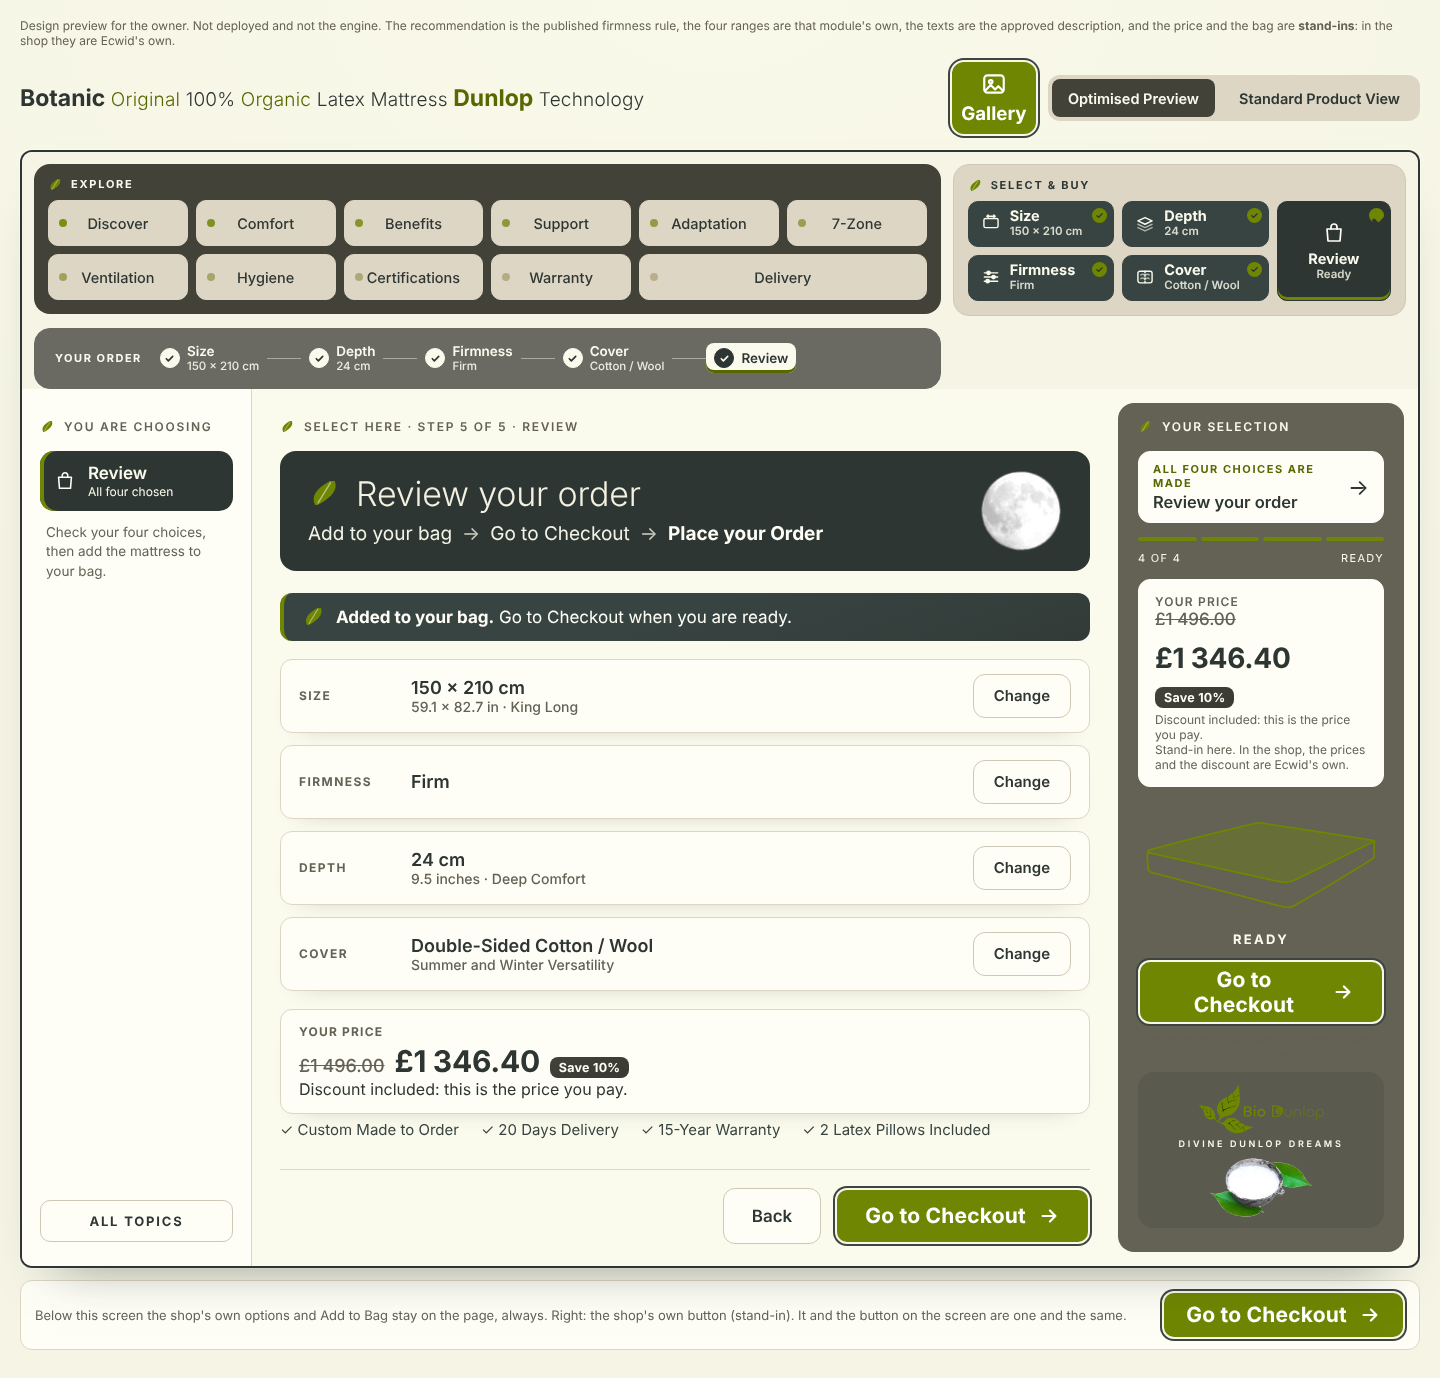 Design preview for the owner. Not deployed and not the engine. The recommendation is the published firmness rule, the four ranges are that module's own, the texts are the approved description, and the price and the bag are stand-ins: in the
shop they are Ecwid's own.
Botanic Original 100% Organic Latex Mattress Dunlop Technology
Gallery
Optimised Preview
Standard Product View
EXPLORE
Discover
Comfort
Benefits
Support
Adaptation
7-Zone
Ventilation
Hygiene
Certifications
Warranty
Delivery
SELECT & BUY
Size
150 × 210 cm
Depth
24 cm
Firmness
Firm
Cover
Cotton / Wool
Review
Ready
YOUR ORDER
Size
150 × 210 cm
Depth
24 cm
Firmness
Firm
Cover
Cotton / Wool
Review
YOU ARE CHOOSING
Review
All four chosen
Check your four choices,
then add the mattress to
your bag.
ALL TOPICS
SELECT HERE · STEP 5 OF 5 · REVIEW
Review your order
Add to your bag → Go to Checkout → Place your Order
Added to your bag. Go to Checkout when you are ready.
SIZE
150 × 210 cm
59.1 × 82.7 in · King Long
Change
FIRMNESS
Firm
Change
DEPTH
24 cm
9.5 inches · Deep Comfort
Change
COVER
Double-Sided Cotton / Wool
Summer and Winter Versatility
Change
YOUR PRICE
£1 496.00 £1 346.40 Save 10%
Discount included: this is the price you pay.
✓ Custom Made to Order ✓ 20 Days Delivery ✓ 15-Year Warranty ✓ 2 Latex Pillows Included
Back
Go to Checkout →
YOUR SELECTION
ALL FOUR CHOICES ARE
MADE
Review your order →
4 OF 4 READY
YOUR PRICE
£1 496.00
£1 346.40
Save 10%
Discount included: this is the price
you pay.
Stand-in here. In the shop, the prices
and the discount are Ecwid's own.
READY
Go to
Checkout →
Bio Dunlop
DIVINE DUNLOP DREAMS
Below this screen the shop's own options and Add to Bag stay on the page, always. Right: the shop's own button (stand-in). It and the button on the screen are one and the same.
Go to Checkout →